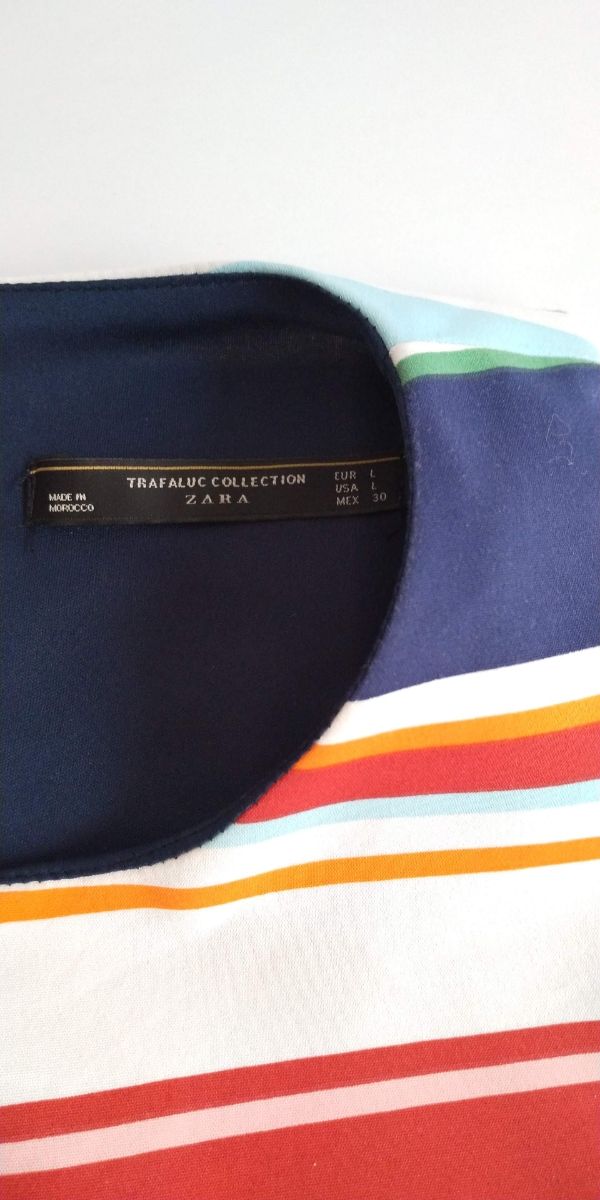 MADE IN
MOROCCO
TRAFALUC COLLECTION
ZARA
EUR L
USA L
MEX 30